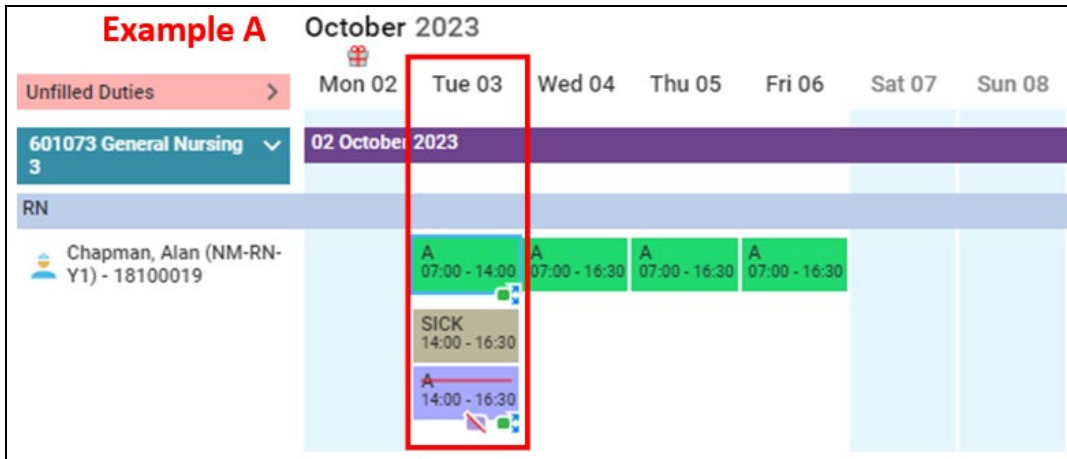 Example A
October 2023
Mon 02 Tue 03 Wed 04 Thu 05 Fri 06 Sat 07 Sun 08
Unfilled Duties >
601073 General Nursing
3
02 October 2023
RN
Chapman, Alan (NM-RN-
Y1) - 18100019
A A A A
07:00 - 14:00 07:00 - 16:30 07:00 - 16:30 07:00 - 16:30
SICK
14:00 - 16:30
A
14:00 - 16:30